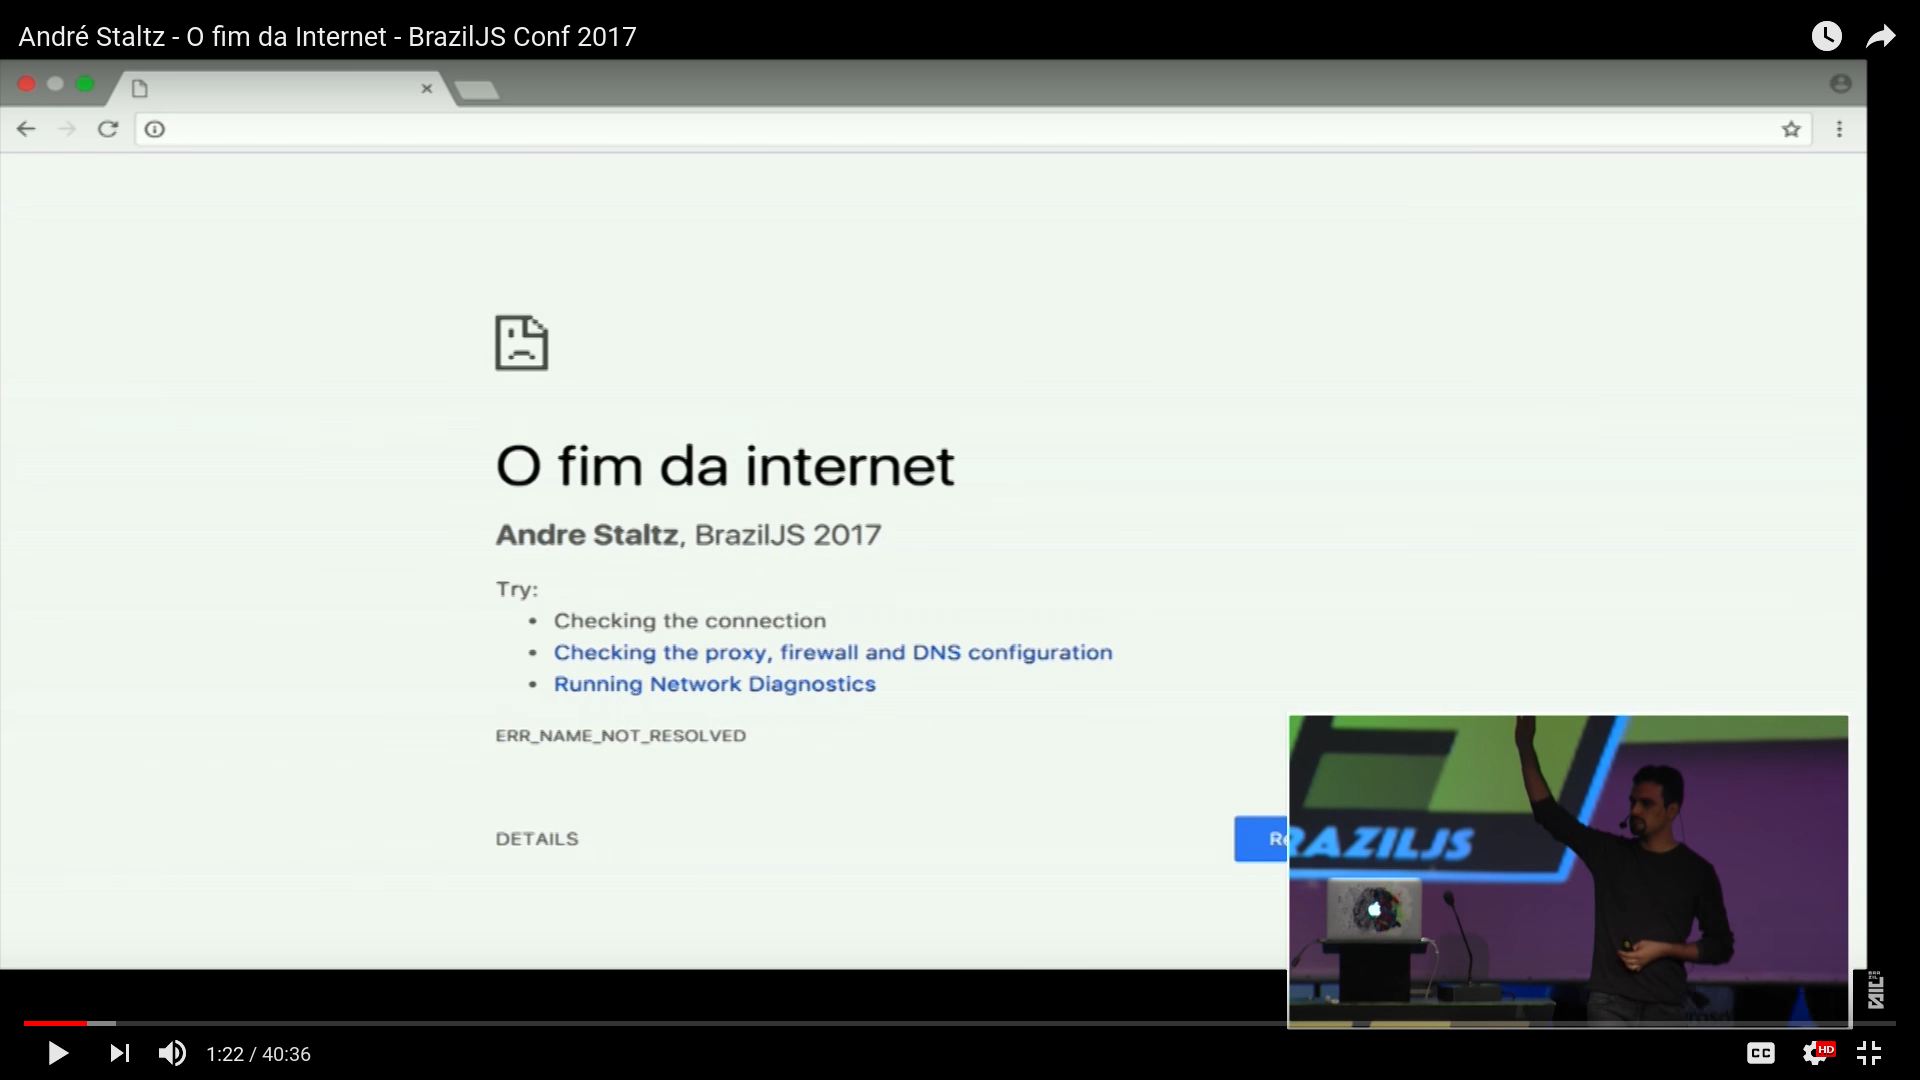 André Staltz - O fim da Internet - BrazilJS Conf 2017
O fim da internet
Andre Staltz, BrazilJS 2017
Try:
• Checking the connection
• Checking the proxy, firewall and DNS configuration
• Running Network Diagnostics
ERR_NAME_NOT_RESOLVED
DETAILS
RAZILJS
1:22 / 40:36
CC
HD